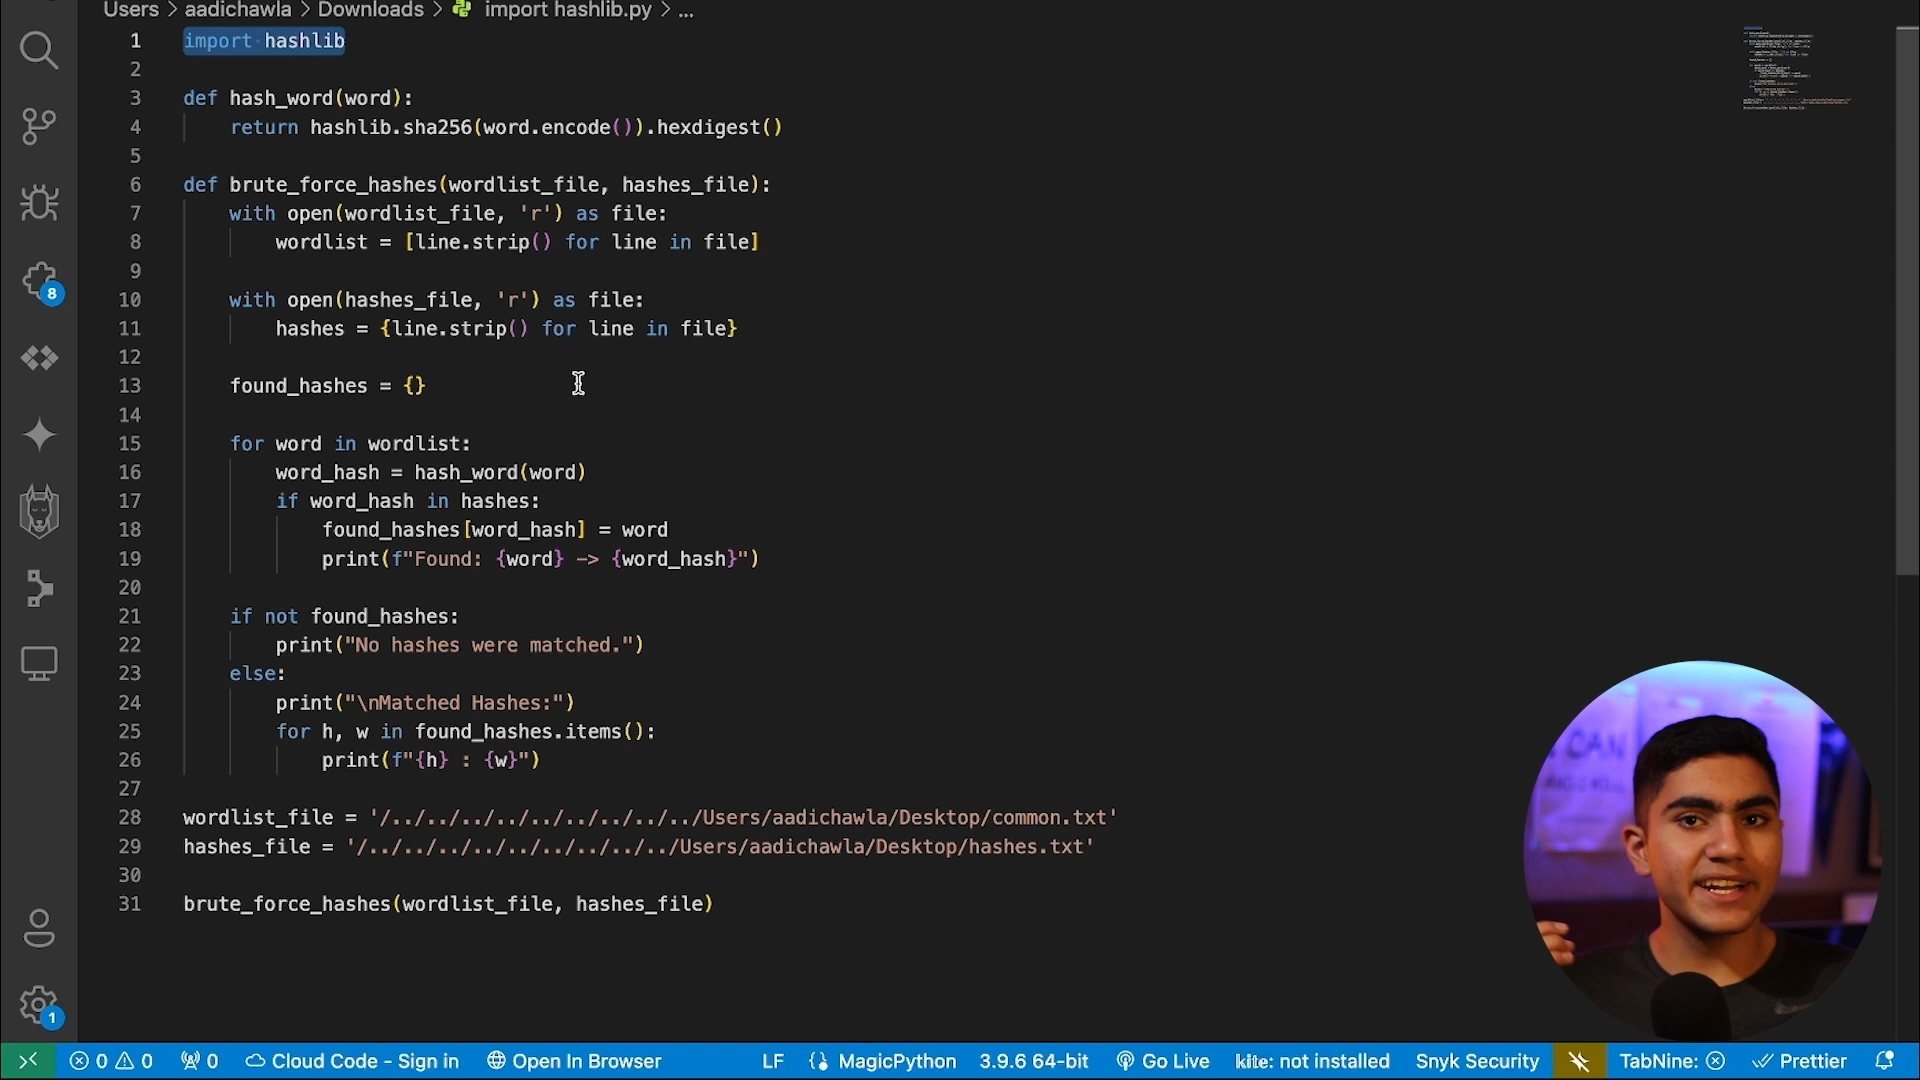 Users > aadichawla > Downloads > import hashlib.py > ...
1 import hashlib
2
3 def hash_word(word):
4     return hashlib.sha256(word.encode()).hexdigest()
5
6 def brute_force_hashes(wordlist_file, hashes_file):
7     with open(wordlist_file, 'r') as file:
8         wordlist = [line.strip() for line in file]
9
10     with open(hashes_file, 'r') as file:
11         hashes = {line.strip() for line in file}
12
13     found_hashes = {}
14
15     for word in wordlist:
16         word_hash = hash_word(word)
17         if word_hash in hashes:
18             found_hashes[word_hash] = word
19             print(f"Found: {word} -> {word_hash}")
20
21     if not found_hashes:
22         print("No hashes were matched.")
23     else:
24         print("\nMatched Hashes:")
25         for h, w in found_hashes.items():
26             print(f"{h} : {w}")
27
28 wordlist_file = '/../../../../../../../../../Users/aadichawla/Desktop/common.txt'
29 hashes_file = '/../../../../../../../../../Users/aadichawla/Desktop/hashes.txt'
30
31 brute_force_hashes(wordlist_file, hashes_file)
8
CAN
1
0 0 0 Cloud Code - Sign in Open In Browser LF MagicPython 3.9.6 64-bit Go Live kite: not installed Snyk Security TabNine: Prettier